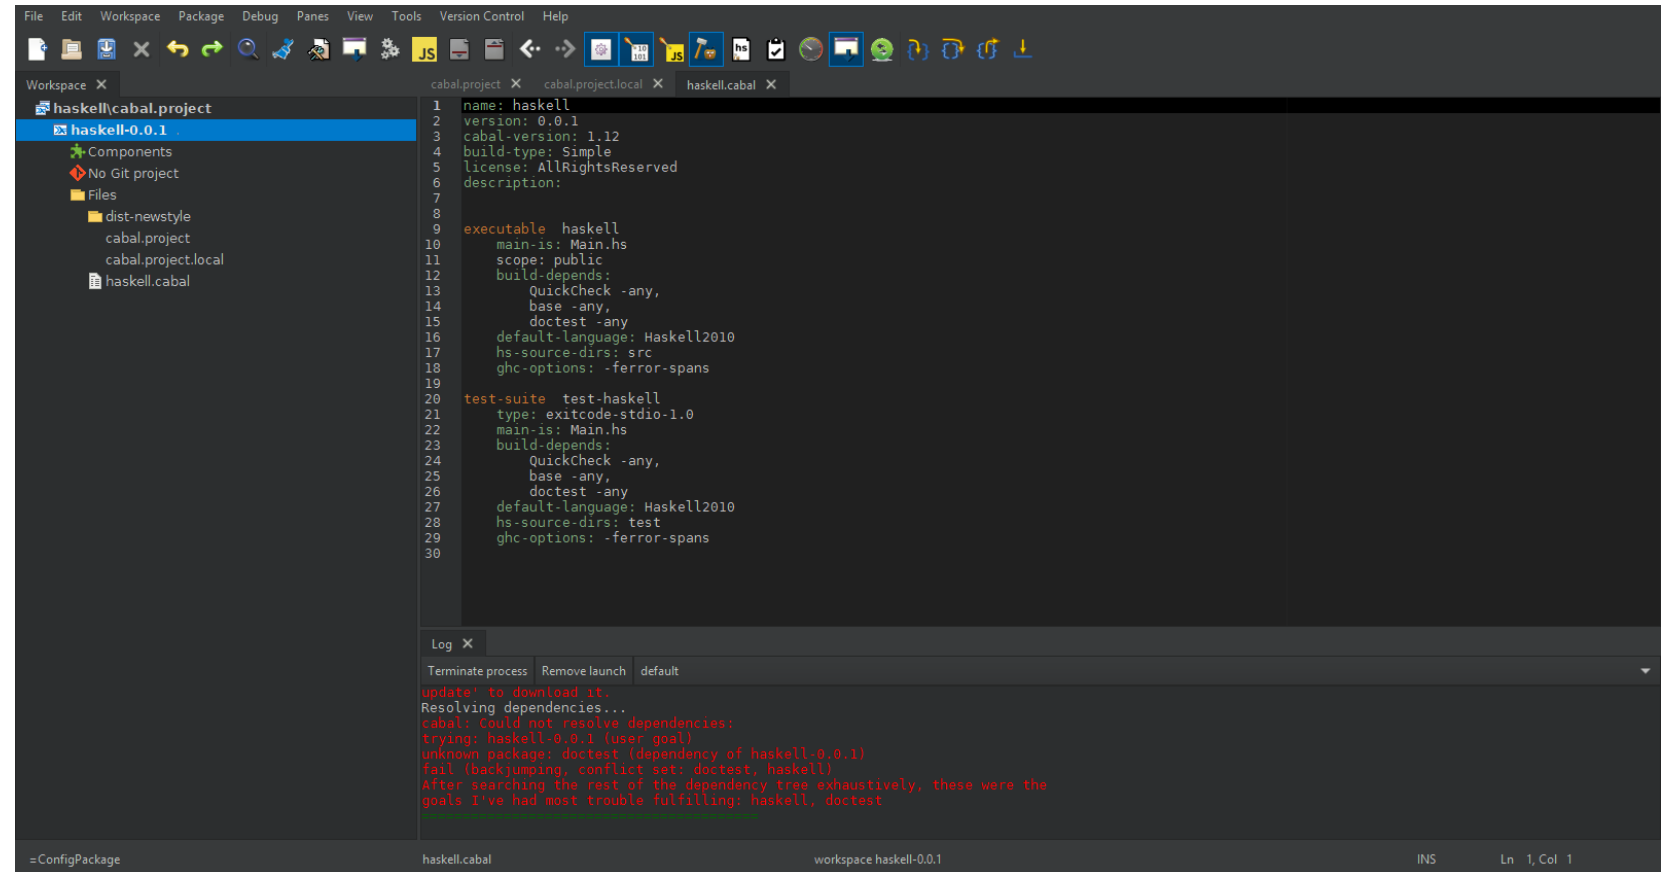 File Edit Workspace Package Debug Panes View Tools Version Control Help
JS 10 101 JS hs
Workspace
cabal.project cabal.project.local haskell.cabal
haskell\cabal.project
haskell-0.0.1
Components
No Git project
Files
dist-newstyle
cabal.project
cabal.project.local
haskell.cabal
1 name: haskell
2 version: 0.0.1
3 cabal-version: 1.12
4 build-type: Simple
5 license: AllRightsReserved
6 description:
7
8
9 executable  haskell
10     main-is: Main.hs
11     scope: public
12     build-depends:
13         QuickCheck -any,
14         base -any,
15         doctest -any
16     default-language: Haskell2010
17     hs-source-dirs: src
18     ghc-options: -ferror-spans
19
20 test-suite  test-haskell
21     type: exitcode-stdio-1.0
22     main-is: Main.hs
23     build-depends:
24         QuickCheck -any,
25         base -any,
26         doctest -any
27     default-language: Haskell2010
28     hs-source-dirs: test
29     ghc-options: -ferror-spans
30
Log
Terminate process Remove launch default
update' to download it.
Resolving dependencies...
cabal: Could not resolve dependencies:
trying: haskell-0.0.1 (user goal)
unknown package: doctest (dependency of haskell-0.0.1)
fail (backjumping, conflict set: doctest, haskell)
After searching the rest of the dependency tree exhaustively, these were the
goals I've had most trouble fulfilling: haskell, doctest
=ConfigPackage haskell.cabal workspace haskell-0.0.1 INS Ln 1, Col 1